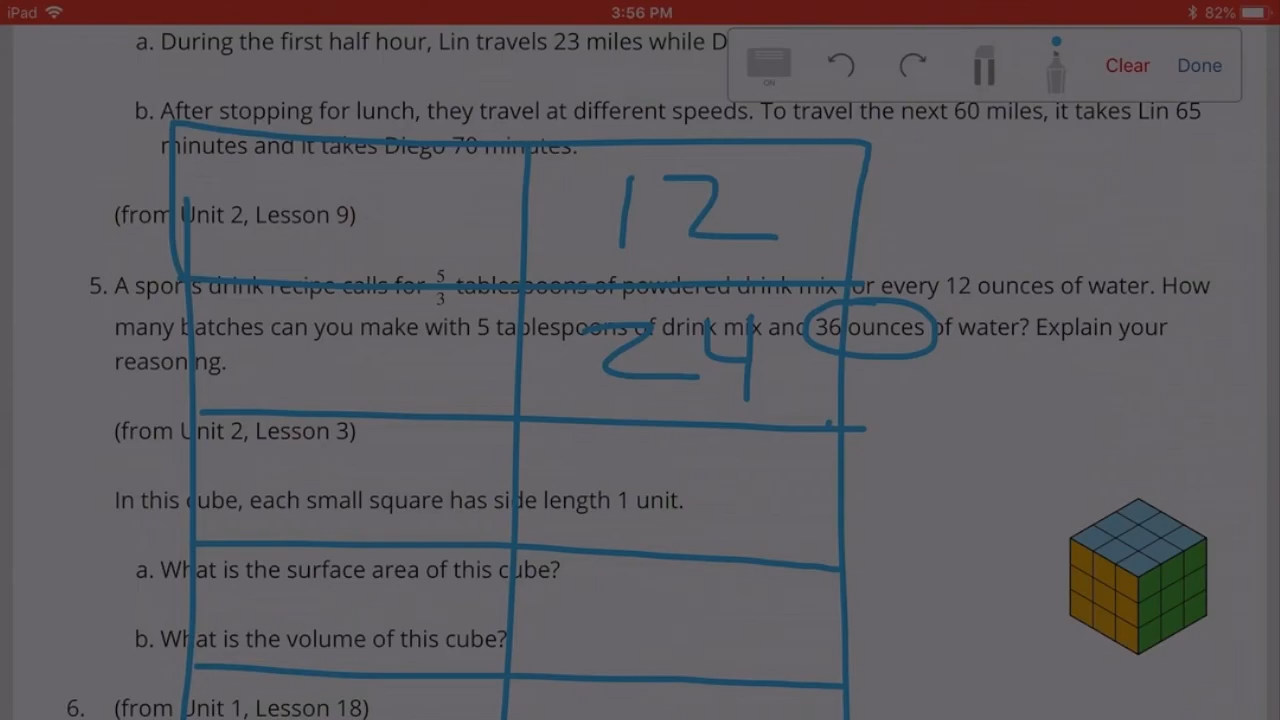 iPad 3:56 PM 82%
a. During the first half hour, Lin travels 23 miles while D
ON Clear Done
b. After stopping for lunch, they travel at different speeds. To travel the next 60 miles, it takes Lin 65
minutes and it takes Diego 70 minutes.
12
(from Unit 2, Lesson 9)
5. A sports drink recipe calls for 5/3 tablespoons of powdered drink mix for every 12 ounces of water. How
many batches can you make with 5 tablespoons of drink mix and 36 ounces of water? Explain your
24
reasoning.
(from Unit 2, Lesson 3)
In this cube, each small square has side length 1 unit.
a. What is the surface area of this cube?
b. What is the volume of this cube?
6. (from Unit 1, Lesson 18)